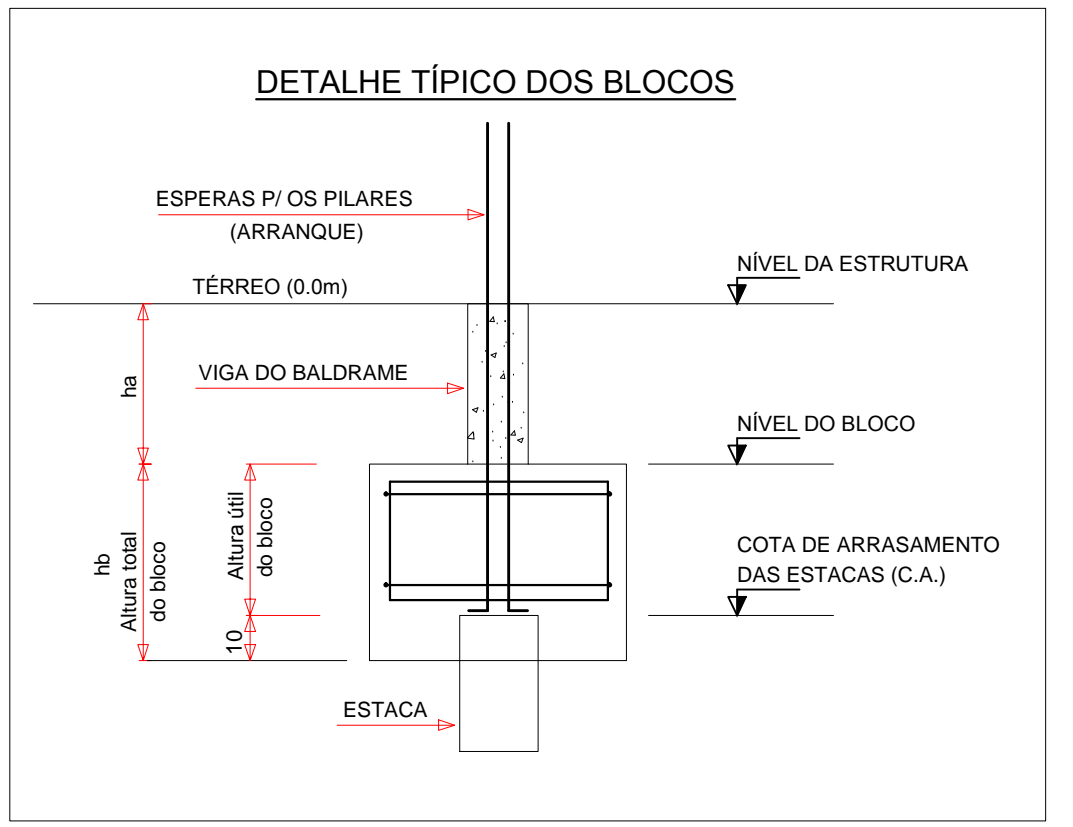 DETALHE TÍPICO DOS BLOCOS
ESPERAS P/ OS PILARES
(ARRANQUE)
NÍVEL DA ESTRUTURA
TÉRREO (0.0m)
ha
VIGA DO BALDRAME
NÍVEL DO BLOCO
hb
Altura total
do bloco
Altura útil
do bloco
10
COTA DE ARRASAMENTO
DAS ESTACAS (C.A.)
ESTACA